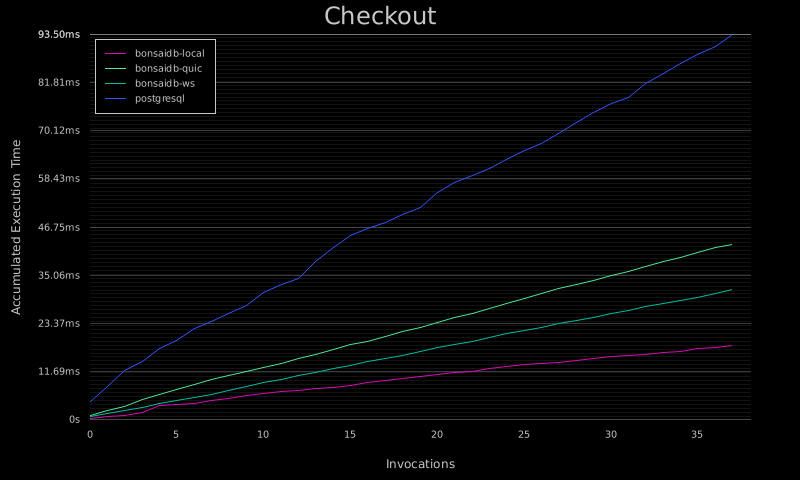 Checkout
93.50ms
bonsaidb-local
bonsaidb-quic
bonsaidb-ws
postgresql
81.81ms
70.12ms
58.43ms
46.75ms
35.06ms
23.37ms
11.69ms
0s
Accumulated Execution Time
0 5 10 15 20 25 30 35
Invocations